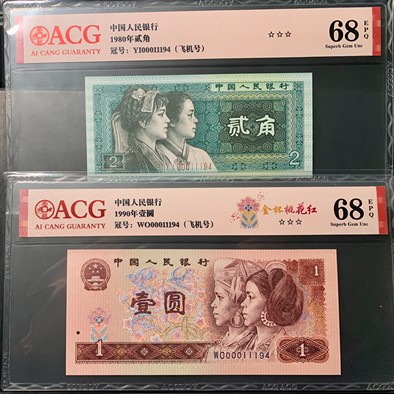 ACG
AI CANG GUARANTY
中国人民银行
1980年贰角
冠号：YI00011194（飞机号）
☆☆☆
68 EPQ
Superb Gem Unc
中国人民银行
贰角
2
YI00011194
2
ACG
AI CANG GUARANTY
中国人民银行
1990年壹圆
冠号：WO00011194（飞机号）
金杯桃花红
☆☆☆
68 EPQ
Superb Gem Unc
中国人民银行
1
壹圆
1
WO00011194
1